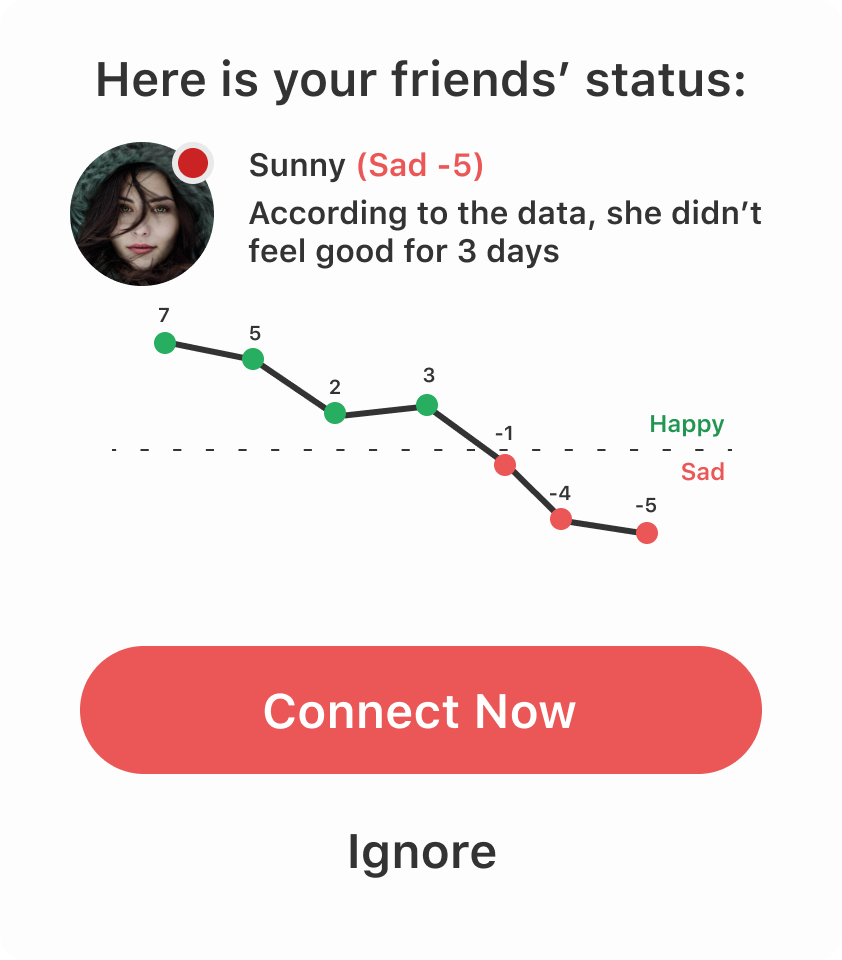 Here is your friends’ status:
Sunny (Sad -5)
According to the data, she didn’t
feel good for 3 days
7
5
2
3
-1
Happy
Sad
-4
-5
Connect Now
Ignore